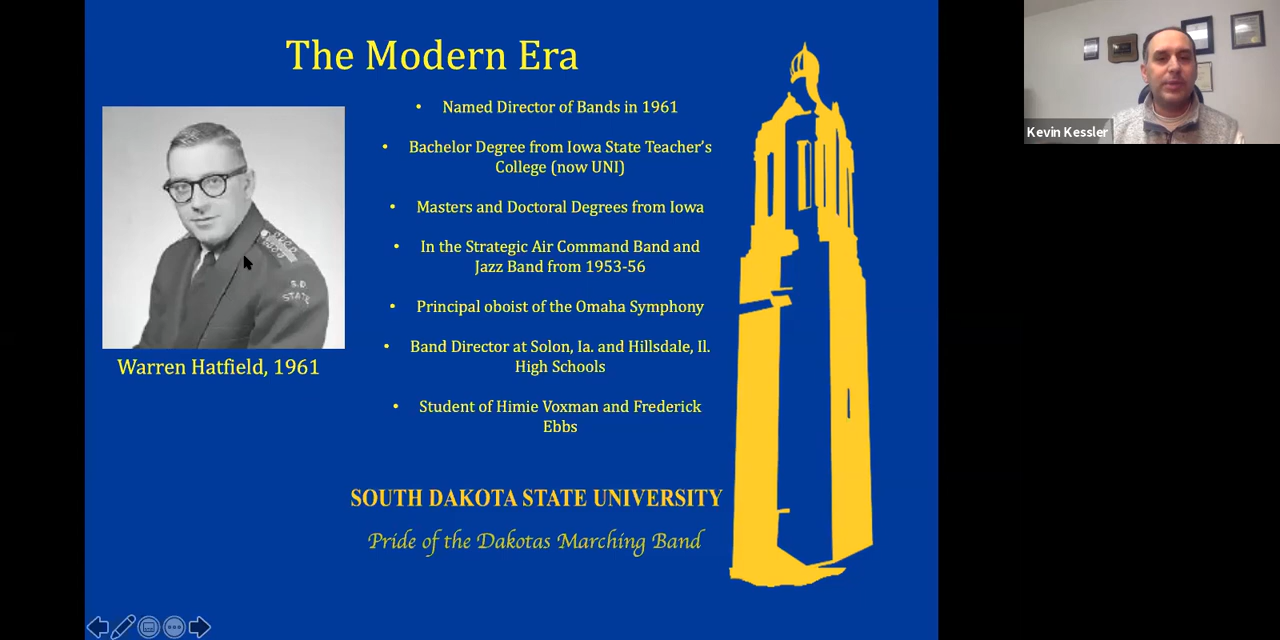 The Modern Era
Named Director of Bands in 1961
Bachelor Degree from Iowa State Teacher's
College (now UNI)
Masters and Doctoral Degrees from Iowa
In the Strategic Air Command Band and
Jazz Band from 1953-56
Principal oboist of the Omaha Symphony
Band Director at Solon, Ia. and Hillsdale, Il.
High Schools
Student of Himie Voxman and Frederick
Ebbs
S.D.
STATE
Warren Hatfield, 1961
SOUTH DAKOTA STATE UNIVERSITY
Pride of the Dakotas Marching Band
Kevin Kessler